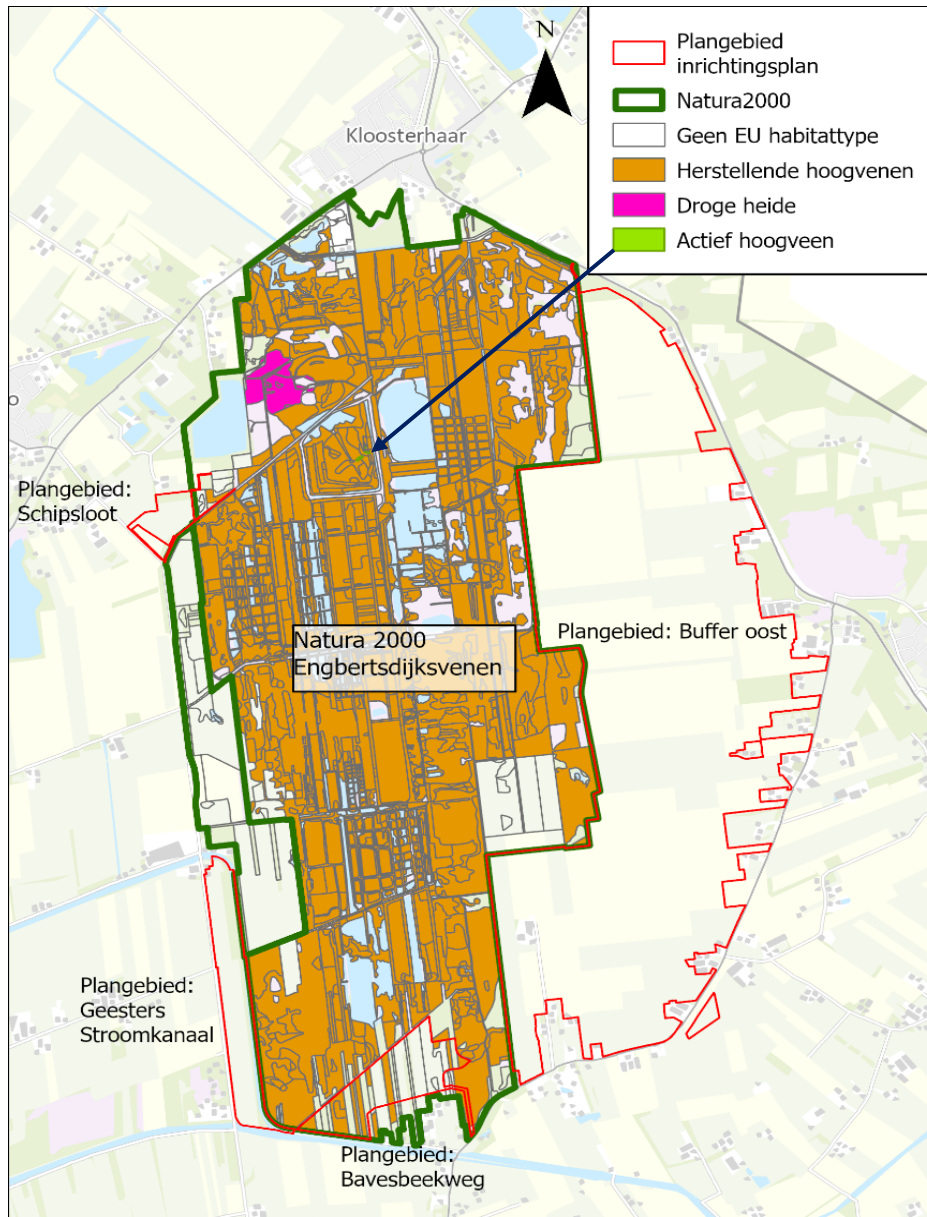 N
Plangebied
inrichtingsplan
Natura2000
Geen EU habitattype
Herstellende hoogvenen
Droge heide
Actief hoogveen
Kloosterhaar
o
Plangebied:
Schipsloot
Natura 2000
Engbertsdijksvenen
Plangebied: Buffer oost
Plangebied:
Geesters
Stroomkanaal
Plangebied:
Bavesbeekweg